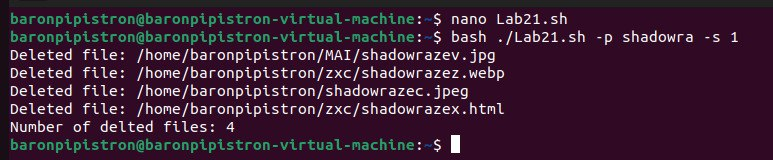 baronpipistron@baronpipistron-virtual-machine:~$ nano Lab21.sh
baronpipistron@baronpipistron-virtual-machine:~$ bash ./Lab21.sh -p shadowra -s 1
Deleted file: /home/baronpipistron/MAI/shadowrazev.jpg
Deleted file: /home/baronpipistron/zxc/shadowrazez.webp
Deleted file: /home/baronpipistron/shadowrazec.jpeg
Deleted file: /home/baronpipistron/zxc/shadowrazex.html
Number of delted files: 4
baronpipistron@baronpipistron-virtual-machine:~$